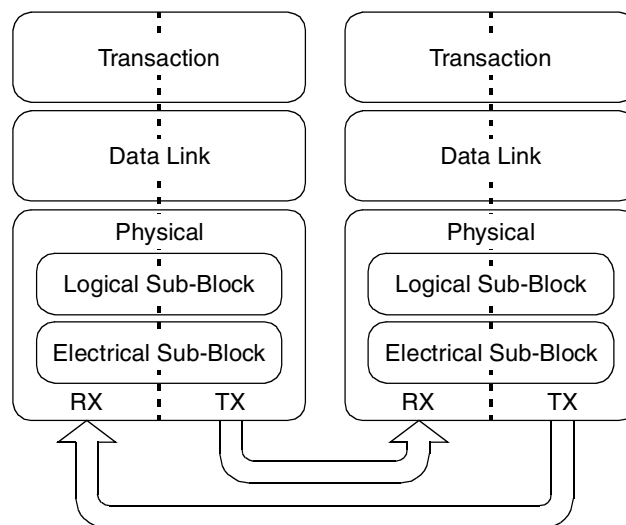 Transaction
Data Link
Physical
Logical Sub-Block
Electrical Sub-Block
RX
TX
Transaction
Data Link
Physical
Logical Sub-Block
Electrical Sub-Block
RX
TX